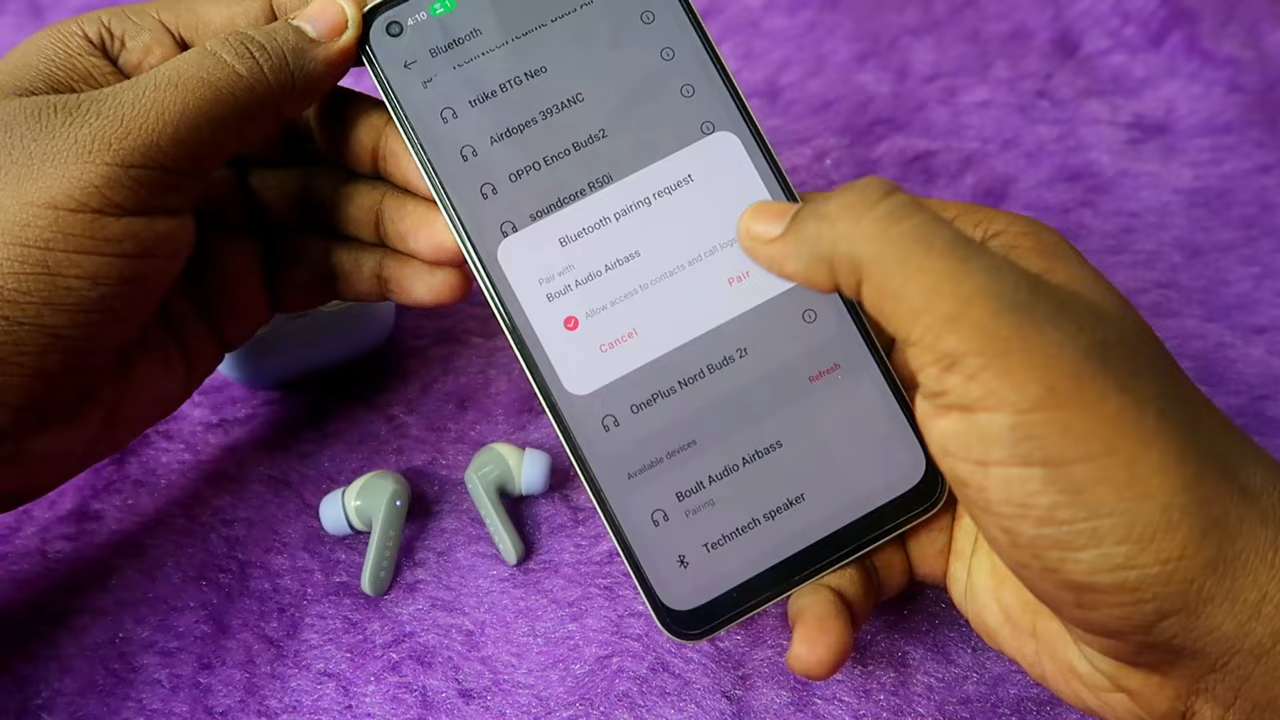 4:10
1
Bluetooth
trüke BTG Neo
Airdopes 393ANC
OPPO Enco Buds2
soundcore R50i
Bluetooth pairing request
Pair with
Boult Audio Airbass
Allow access to contacts and call logs
Cancel
Pair
OnePlus Nord Buds 2r
Available devices
Refresh
Boult Audio Airbass
Pairing
Techntech speaker